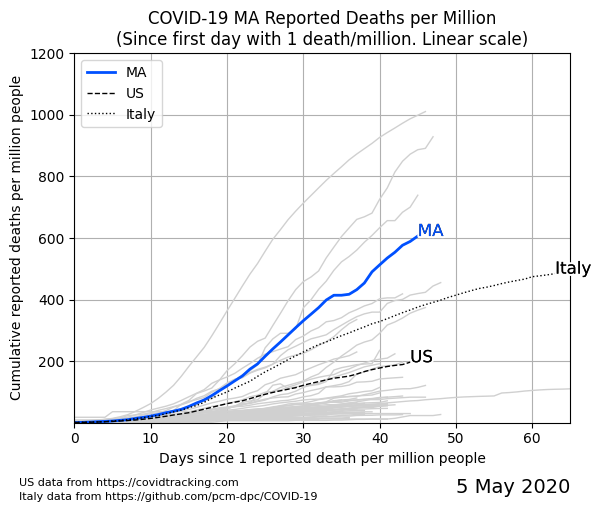 COVID-19 MA Reported Deaths per Million
(Since first day with 1 death/million. Linear scale)
Cumulative reported deaths per million people
1200
1000
800
600
400
200
MA
US
Italy
MA
Italy
US
0
10
20
30
40
50
60
Days since 1 reported death per million people
US data from https://covidtracking.com
Italy data from https://github.com/pcm-dpc/COVID-19
5 May 2020